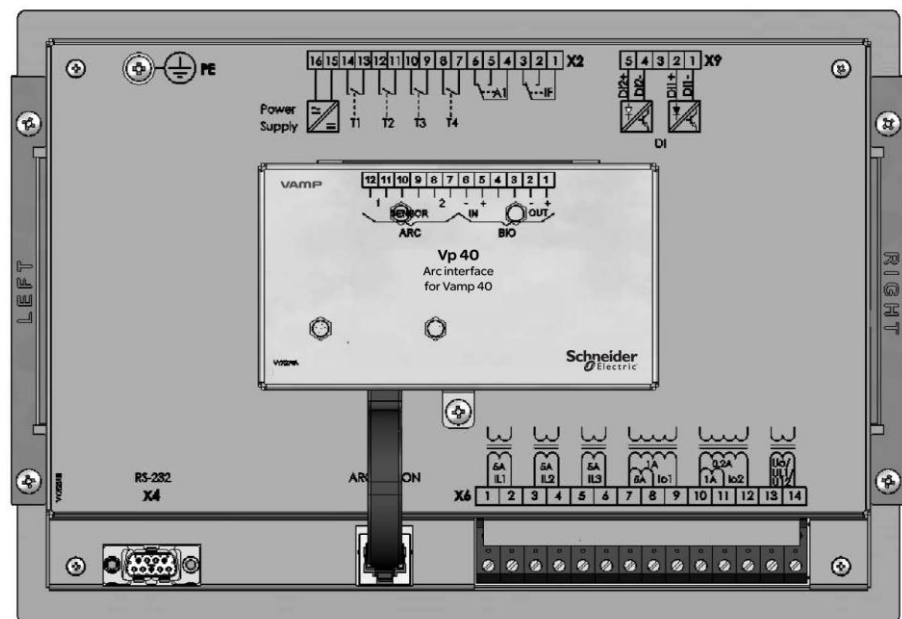 PE
16 15 14 13 12 11 10 9 8 7 6 5 4 3 2 1 X2
Power
Supply
T1 T2 T3 T4 A1 IF
5 4 3 2 1 X9
DI2+ DI2- DI1+ DI1-
DI
VAMP
12 11 10 9 8 7 6 5 4 3 2 1
1 2 - + - +
SENSOR IN OUT
ARC BIO
Vp 40
Arc interface
for Vamp 40
Schneider
Electric
LEFT
RIGHT
RS-232
X4
5A 5A 5A 1A 0.2A Uo/
IL1 IL2 IL3 5A Io1 1A Io2 UL1/
U12
X6 1 2 3 4 5 6 7 8 9 10 11 12 13 14